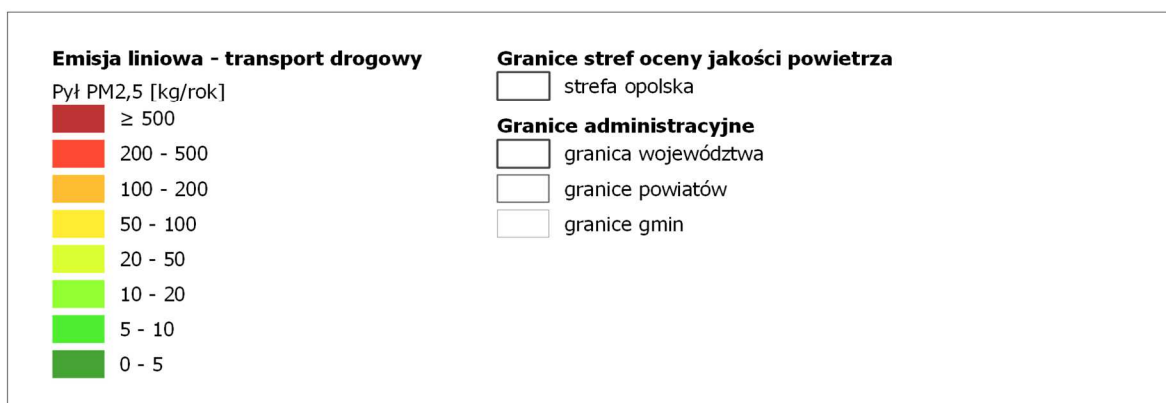 Emisja liniowa - transport drogowy
Pył PM2,5 [kg/rok]
≥ 500
200 - 500
100 - 200
50 - 100
20 - 50
10 - 20
5 - 10
0 - 5
Granice stref oceny jakości powietrza
strefa opolska
Granice administracyjne
granica województwa
granice powiatów
granice gmin